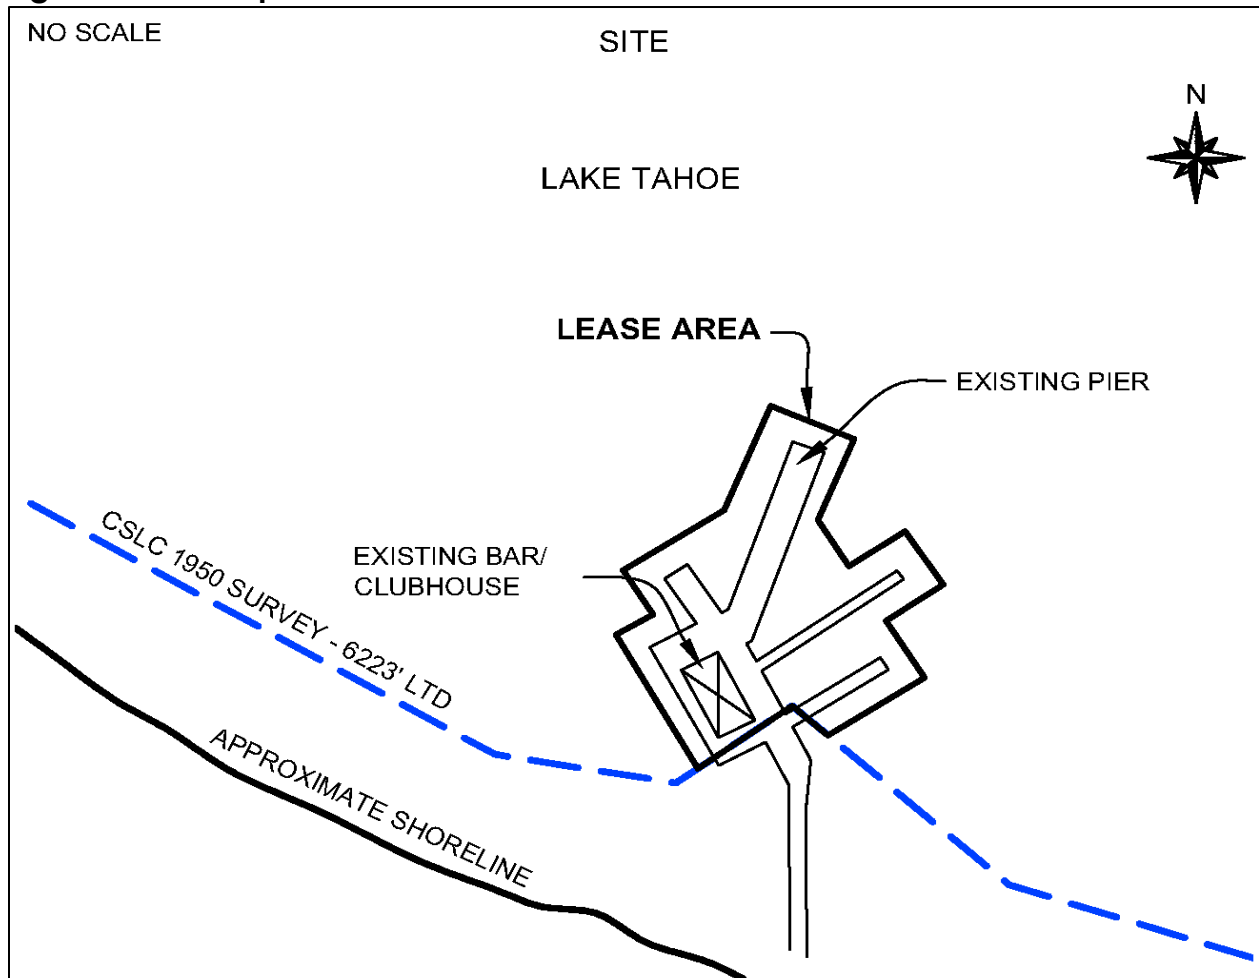 NO SCALE
SITE
N
LAKE TAHOE
LEASE AREA
EXISTING PIER
CSLC 1950 SURVEY - 6223' LTD
EXISTING BAR/
CLUBHOUSE
APPROXIMATE SHORELINE